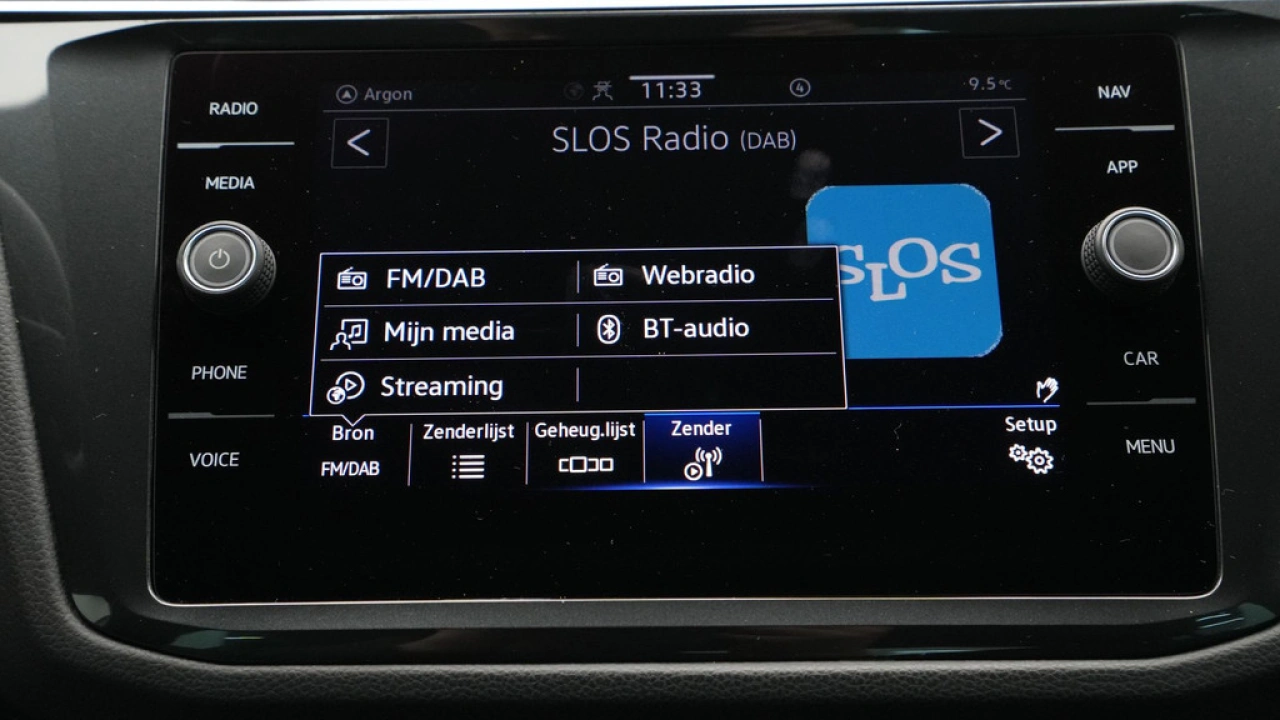 RADIO
MEDIA
PHONE
VOICE
Argon
11:33
4
9.5°C
SLOS Radio (DAB)
SLOS
FM/DAB
Webradio
Mijn media
BT-audio
Streaming
Bron
FM/DAB
Zenderlijst
Geheug.lijst
Zender
Setup
NAV
APP
CAR
MENU